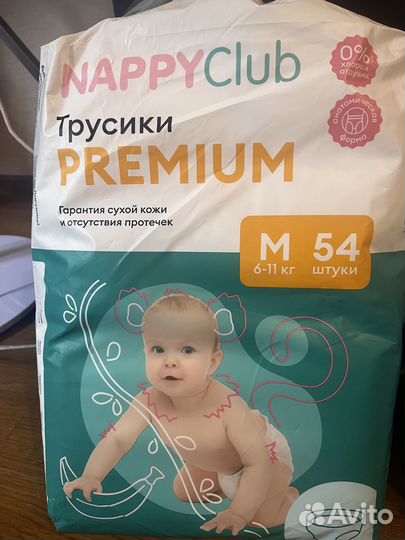 NAPPYClub
0%
хлора и
отдушек
Трусики
PREMIUM
анатомическая
форма
Гарантия сухой кожи
и отсутствия протечек
M 54
6-11 кг штуки
Avito